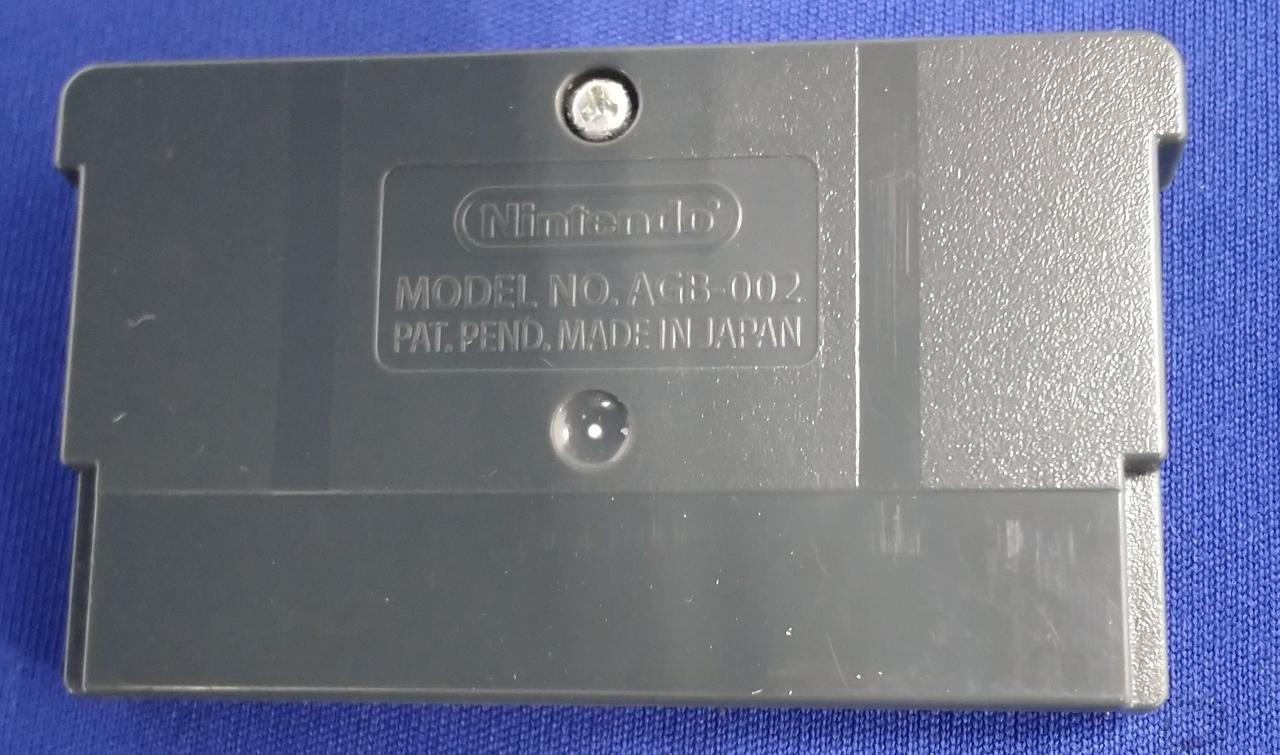 Nintendo
MODEL NO. AGB-002
PAT. PEND. MADE IN JAPAN